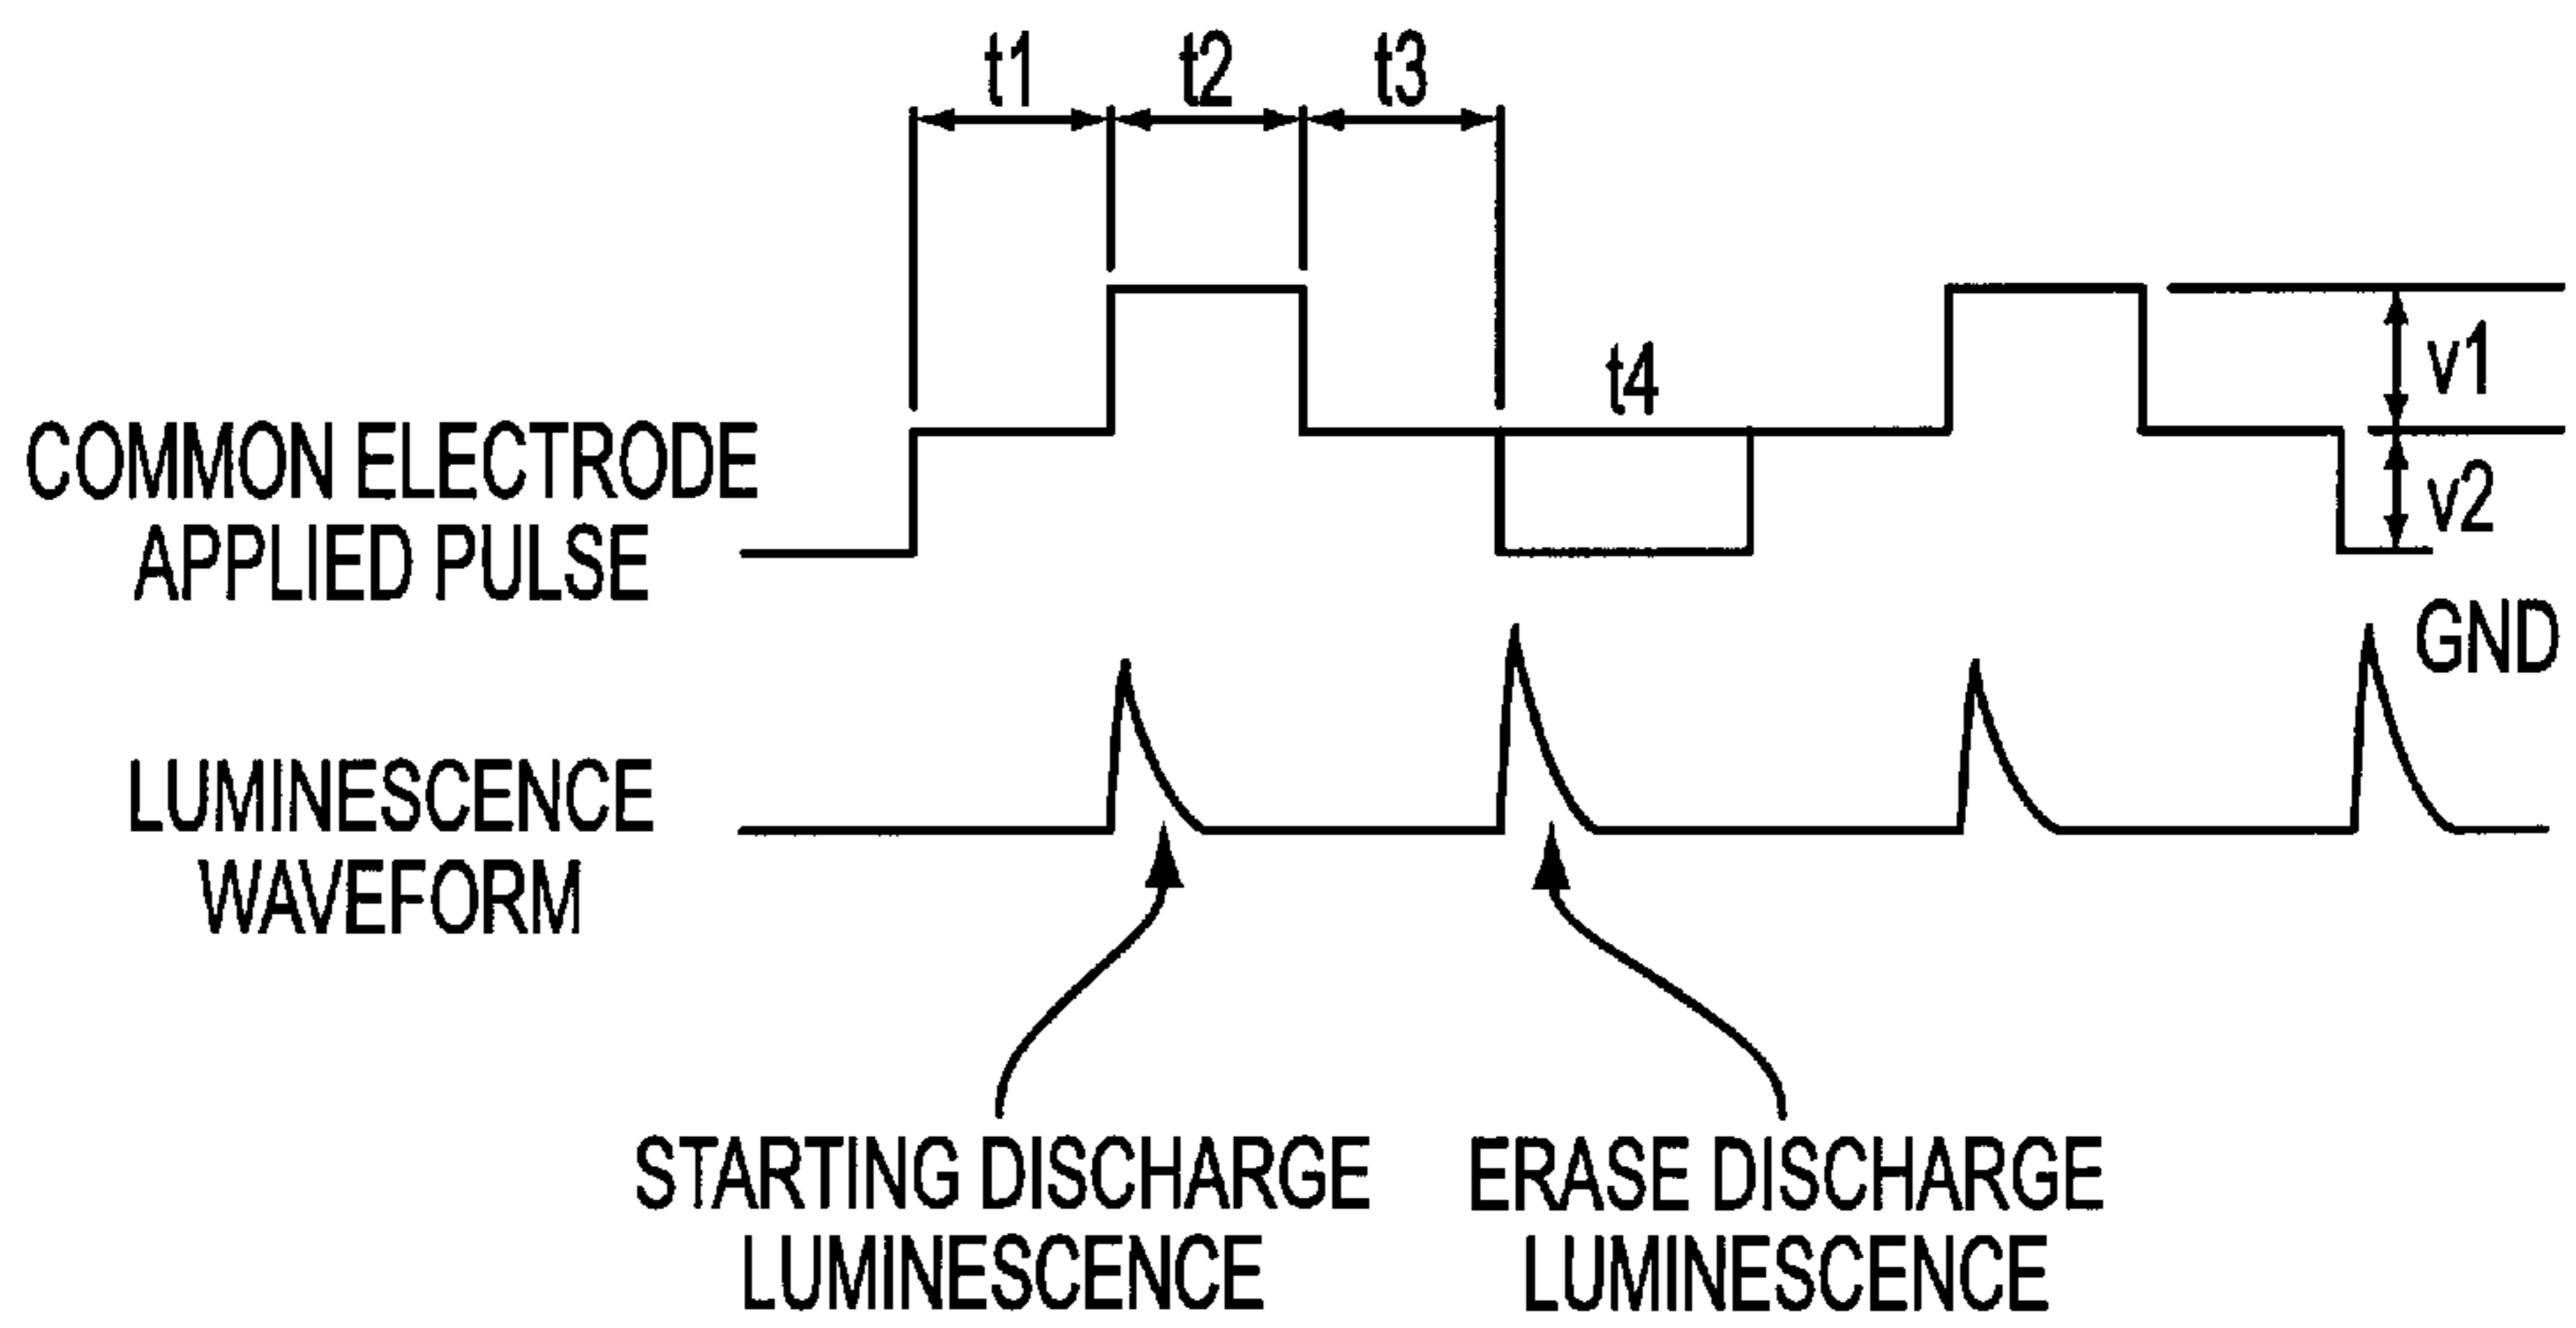 t1 t2 t3
t4
v1
COMMON ELECTRODE
APPLIED PULSE
v2
GND
LUMINESCENCE
WAVEFORM
STARTING DISCHARGE
LUMINESCENCE
ERASE DISCHARGE
LUMINESCENCE